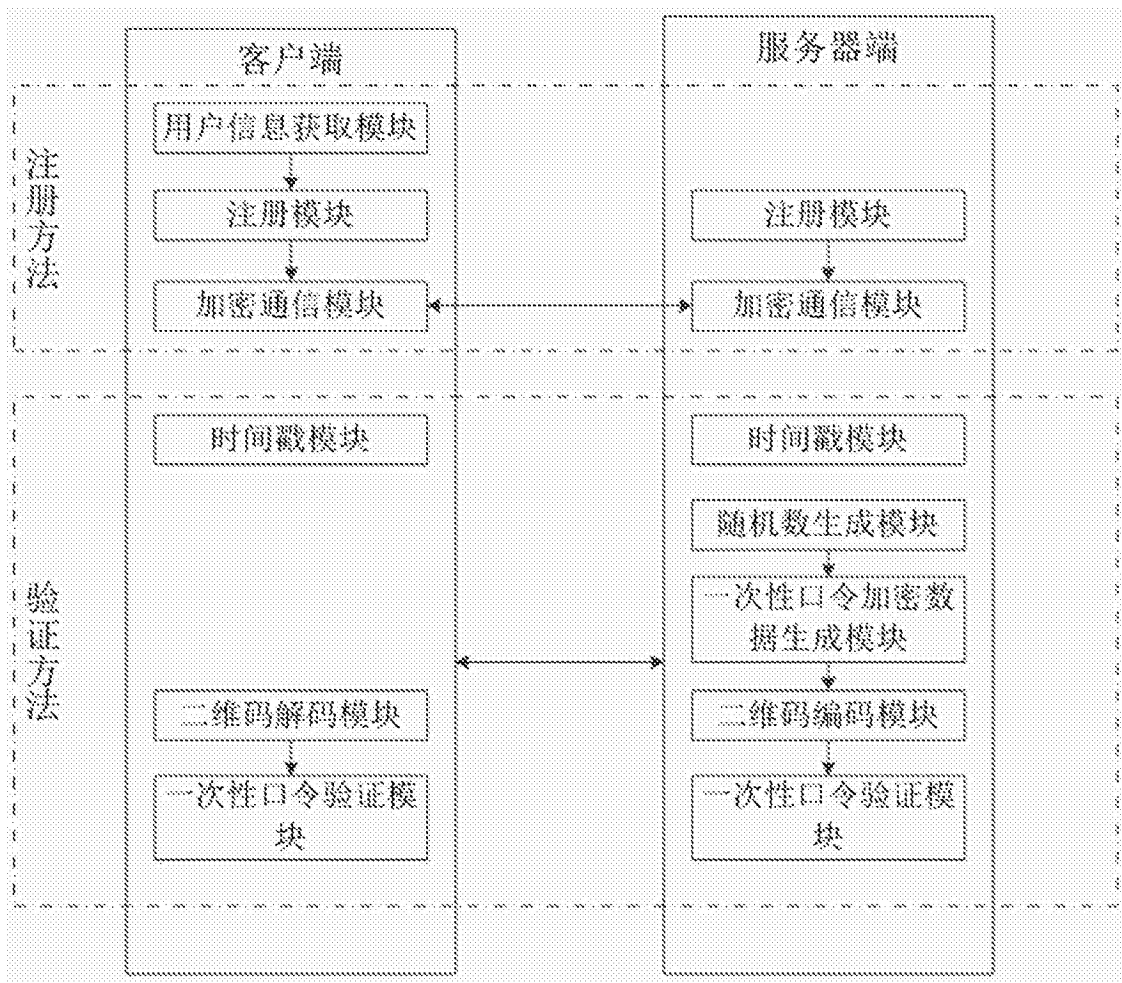 客户端
服务器端
注册方法
用户信息获取模块
注册模块
注册模块
加密通信模块
加密通信模块
验证方法
时间戳模块
时间戳模块
随机数生成模块
一次性口令加密数
据生成模块
二维码解码模块
二维码编码模块
一次性口令验证模
块
一次性口令验证模
块